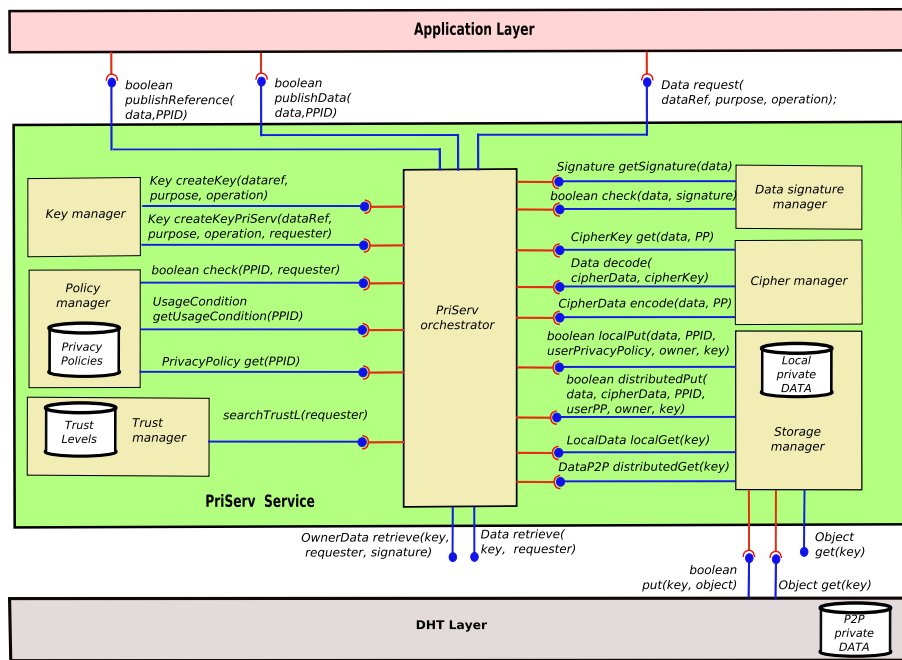 Application Layer
boolean
publishReference(
data,PPID)
boolean
publishData(
data,PPID)
Data request(
dataRef, purpose, operation);
Key manager
Key createKey(dataref,
purpose, operation)
Key createKeyPriServ(dataRef,
purpose, operation, requester)
Policy
manager
Privacy
Policies
boolean check(PPID, requester)
UsageCondition
getUsageCondition(PPID)
PrivacyPolicy get(PPID)
Trust
Levels
Trust
manager
searchTrustL(requester)
PriServ Service
PriServ
orchestrator
Signature getSignature(data)
boolean check(data, signature)
Data signature
manager
CipherKey get(data, PP)
Data decode(
cipherData, cipherKey)
CipherData encode(data, PP)
Cipher manager
boolean localPut(data, PPID,
userPrivacyPolicy, owner, key)
boolean distributedPut(
data, cipherData, PPID,
userPP, owner, key)
LocalData localGet(key)
DataP2P distributedGet(key)
Local
private
DATA
Storage
manager
OwnerData retrieve(key,
requester, signature)
Data retrieve(
key, requester)
boolean
put(key, object)
Object get(key)
Object
get(key)
DHT Layer
P2P
private
DATA